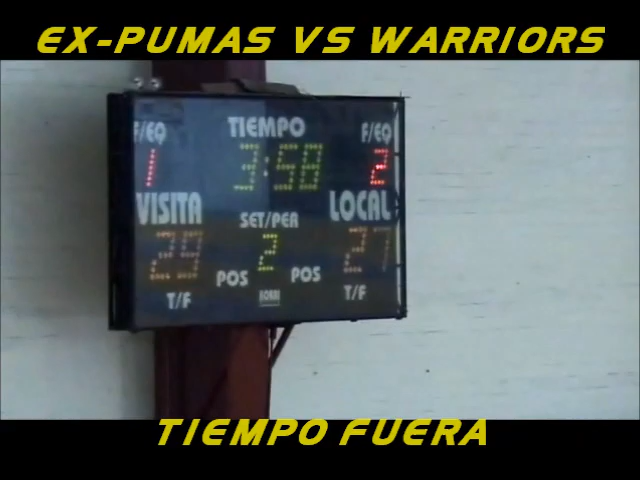 EX-PUMAS VS WARRIORS
F/EQ TIEMPO F/EQ
1 3:58 2
VISITA SET/PER LOCAL
29 2 27
POS POS
T/F T/F
TIEMPO FUERA